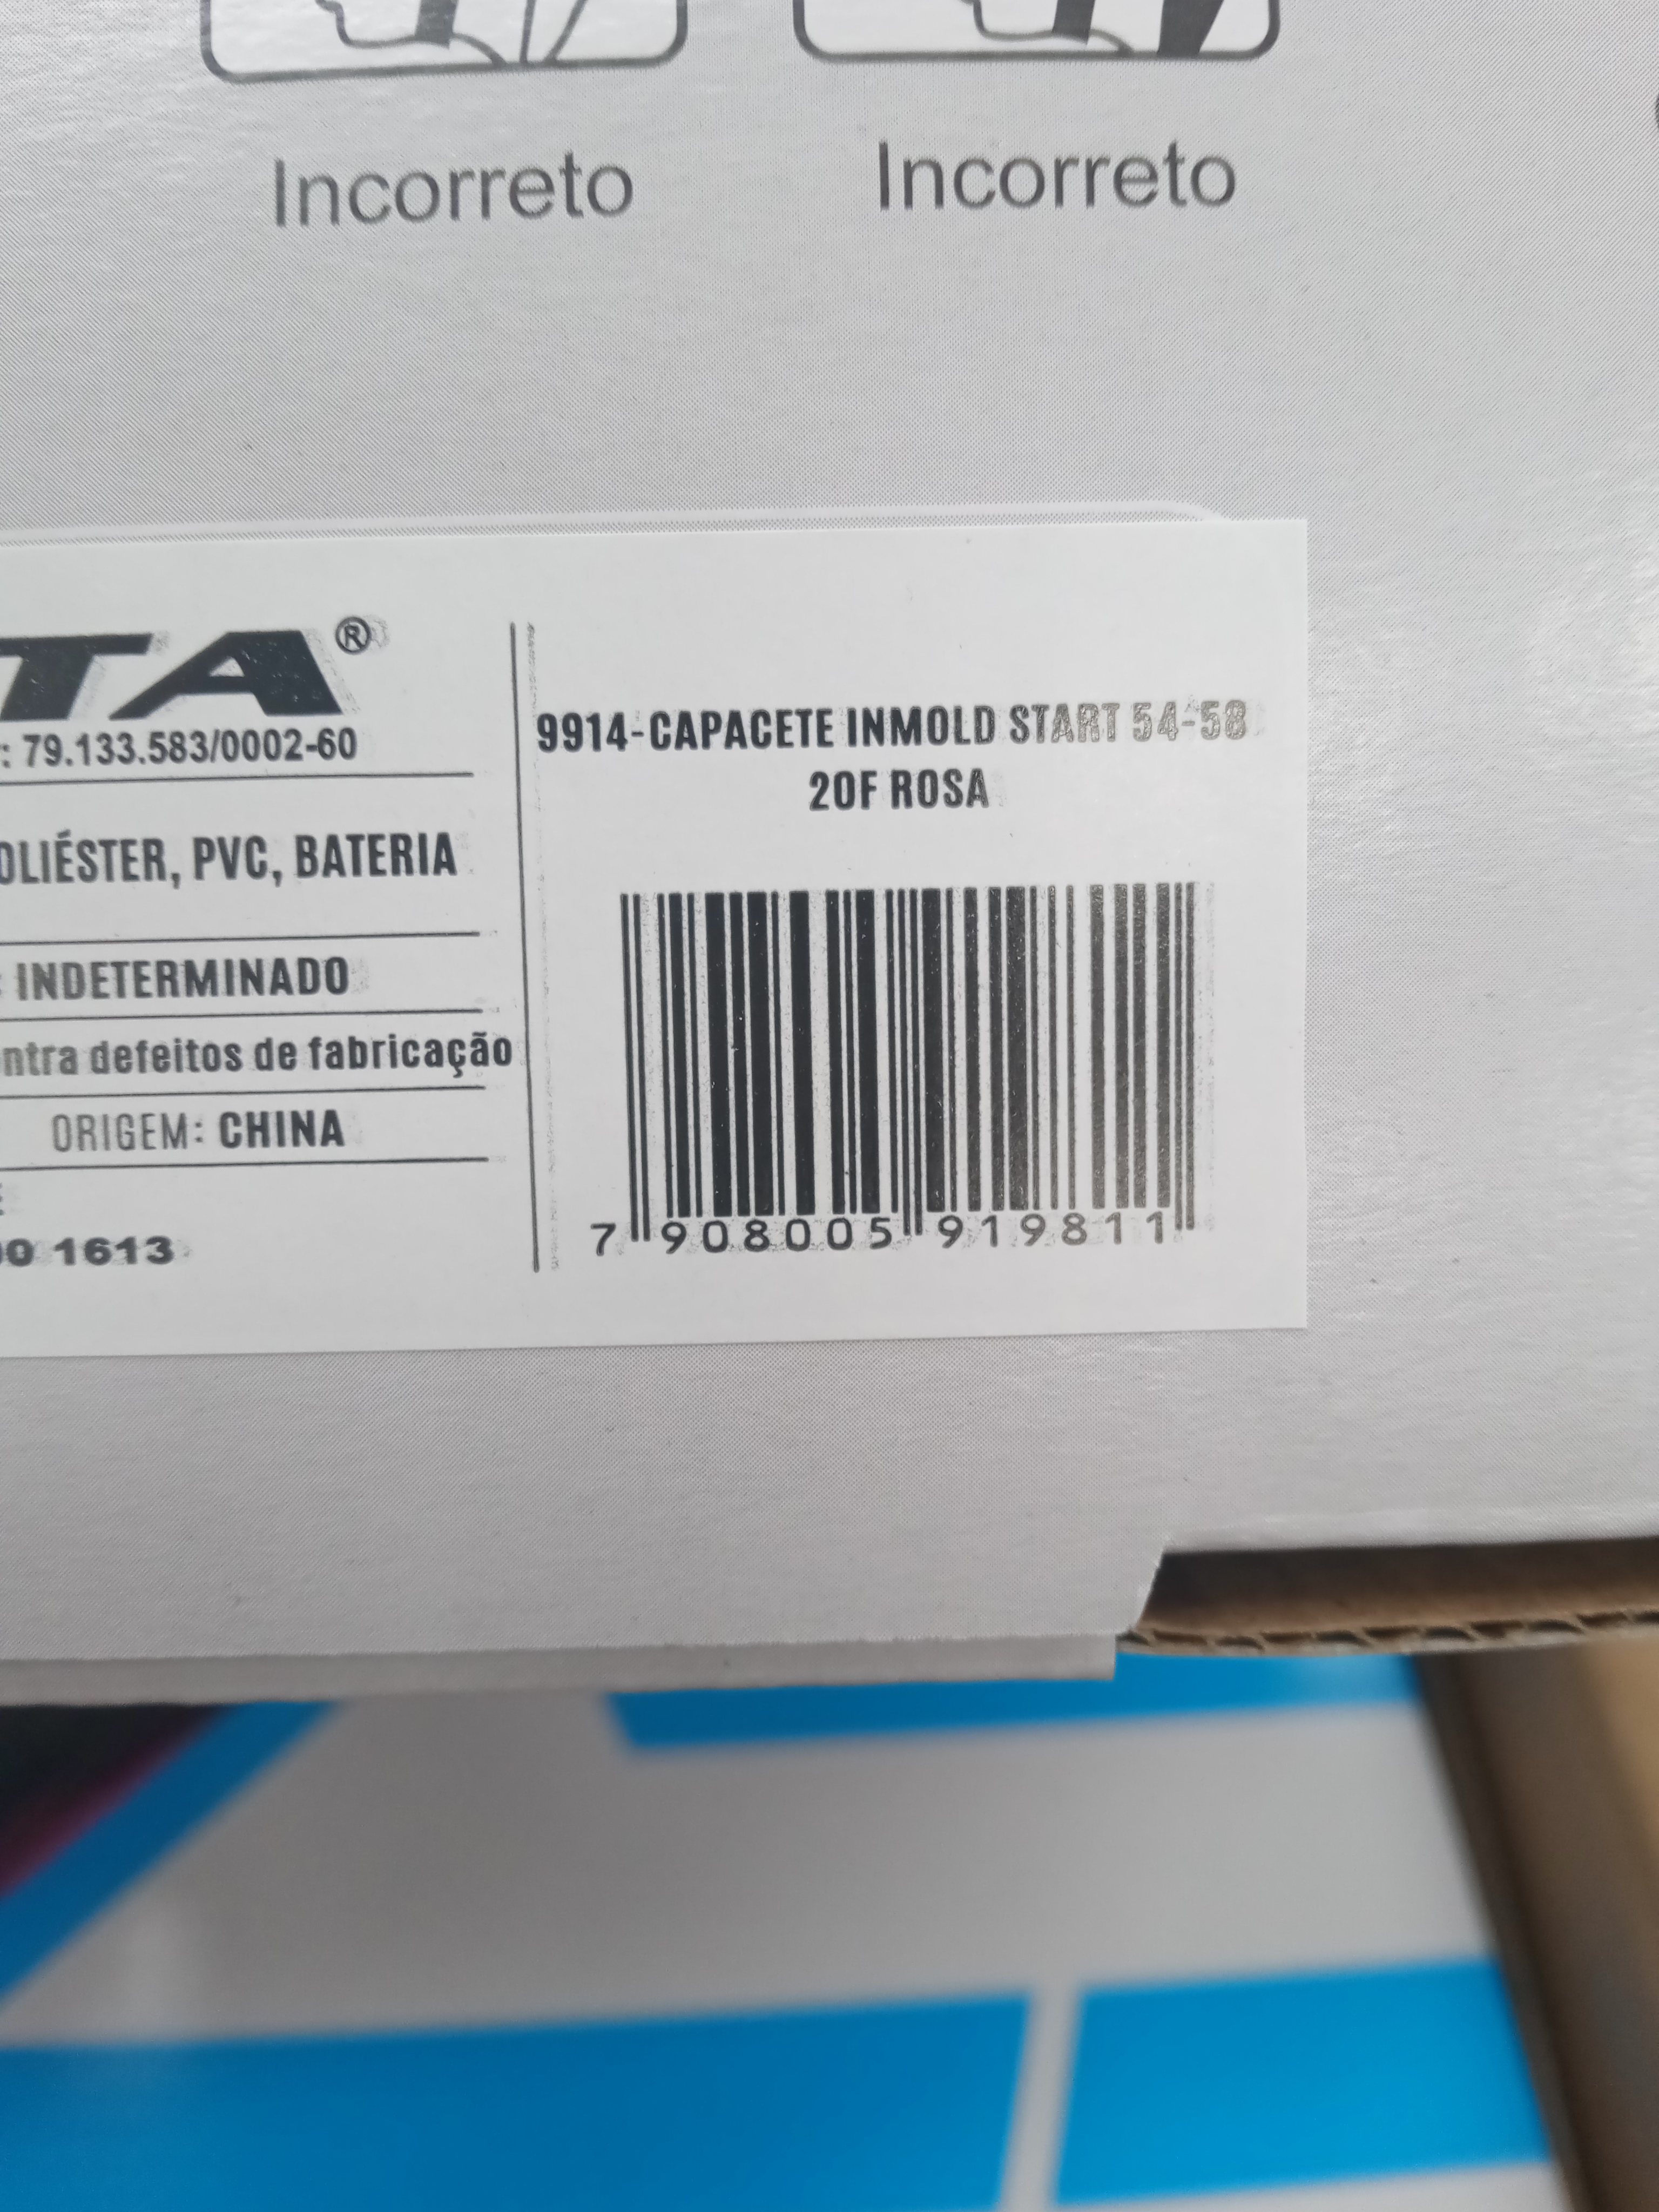 Incorreto Incorreto
TA®
: 79.133.583/0002-60
9914-CAPACETE INMOLD START 54-58
20F ROSA
OLIÉSTER, PVC, BATERIA
: INDETERMINADO
ntra defeitos de fabricação
ORIGEM: CHINA
0 1613
7 908005 919811